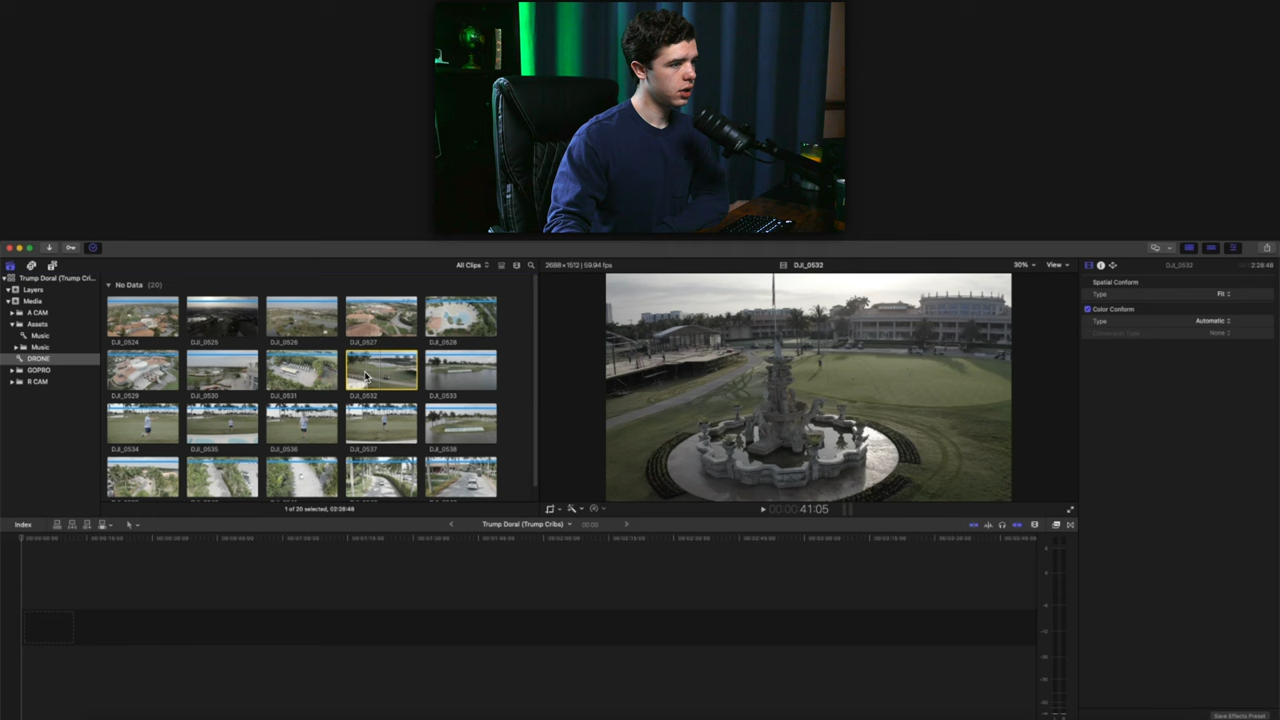 All Clips
2688 × 1512 | 59.94 fps
DJI_0532
30%
View
DJI_0532
2:28:48
Trump Doral (Trump Cri...
Layers
Media
A CAM
Assets
Music
Music
DRONE
GOPRO
R CAM
No Data (20)
DJI_0524
DJI_0525
DJI_0526
DJI_0527
DJI_0528
DJI_0529
DJI_0530
DJI_0531
DJI_0532
DJI_0533
DJI_0534
DJI_0535
DJI_0536
DJI_0537
DJI_0538
1 of 20 selected, 02:28:48
00:00:41:05
Spatial Conform
Type
Fit
Color Conform
Type
Automatic
None
Index
Trump Doral (Trump Cribs)
00:00
Save Effects Preset